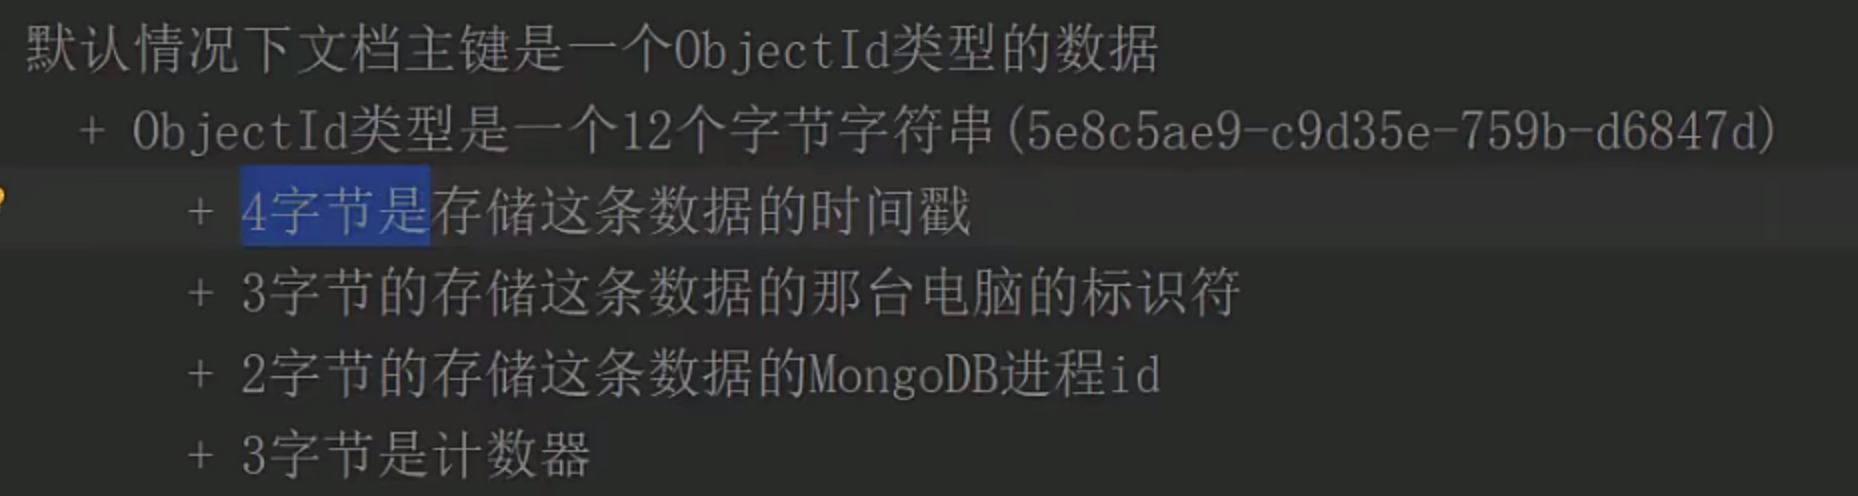 默认情况下文档主键是一个ObjectId类型的数据
+ ObjectId类型是一个12个字节字符串(5e8c5ae9-c9d35e-759b-d6847d)
+ 4字节是存储这条数据的时间戳
+ 3字节的存储这条数据的那台电脑的标识符
+ 2字节的存储这条数据的MongoDB进程id
+ 3字节是计数器